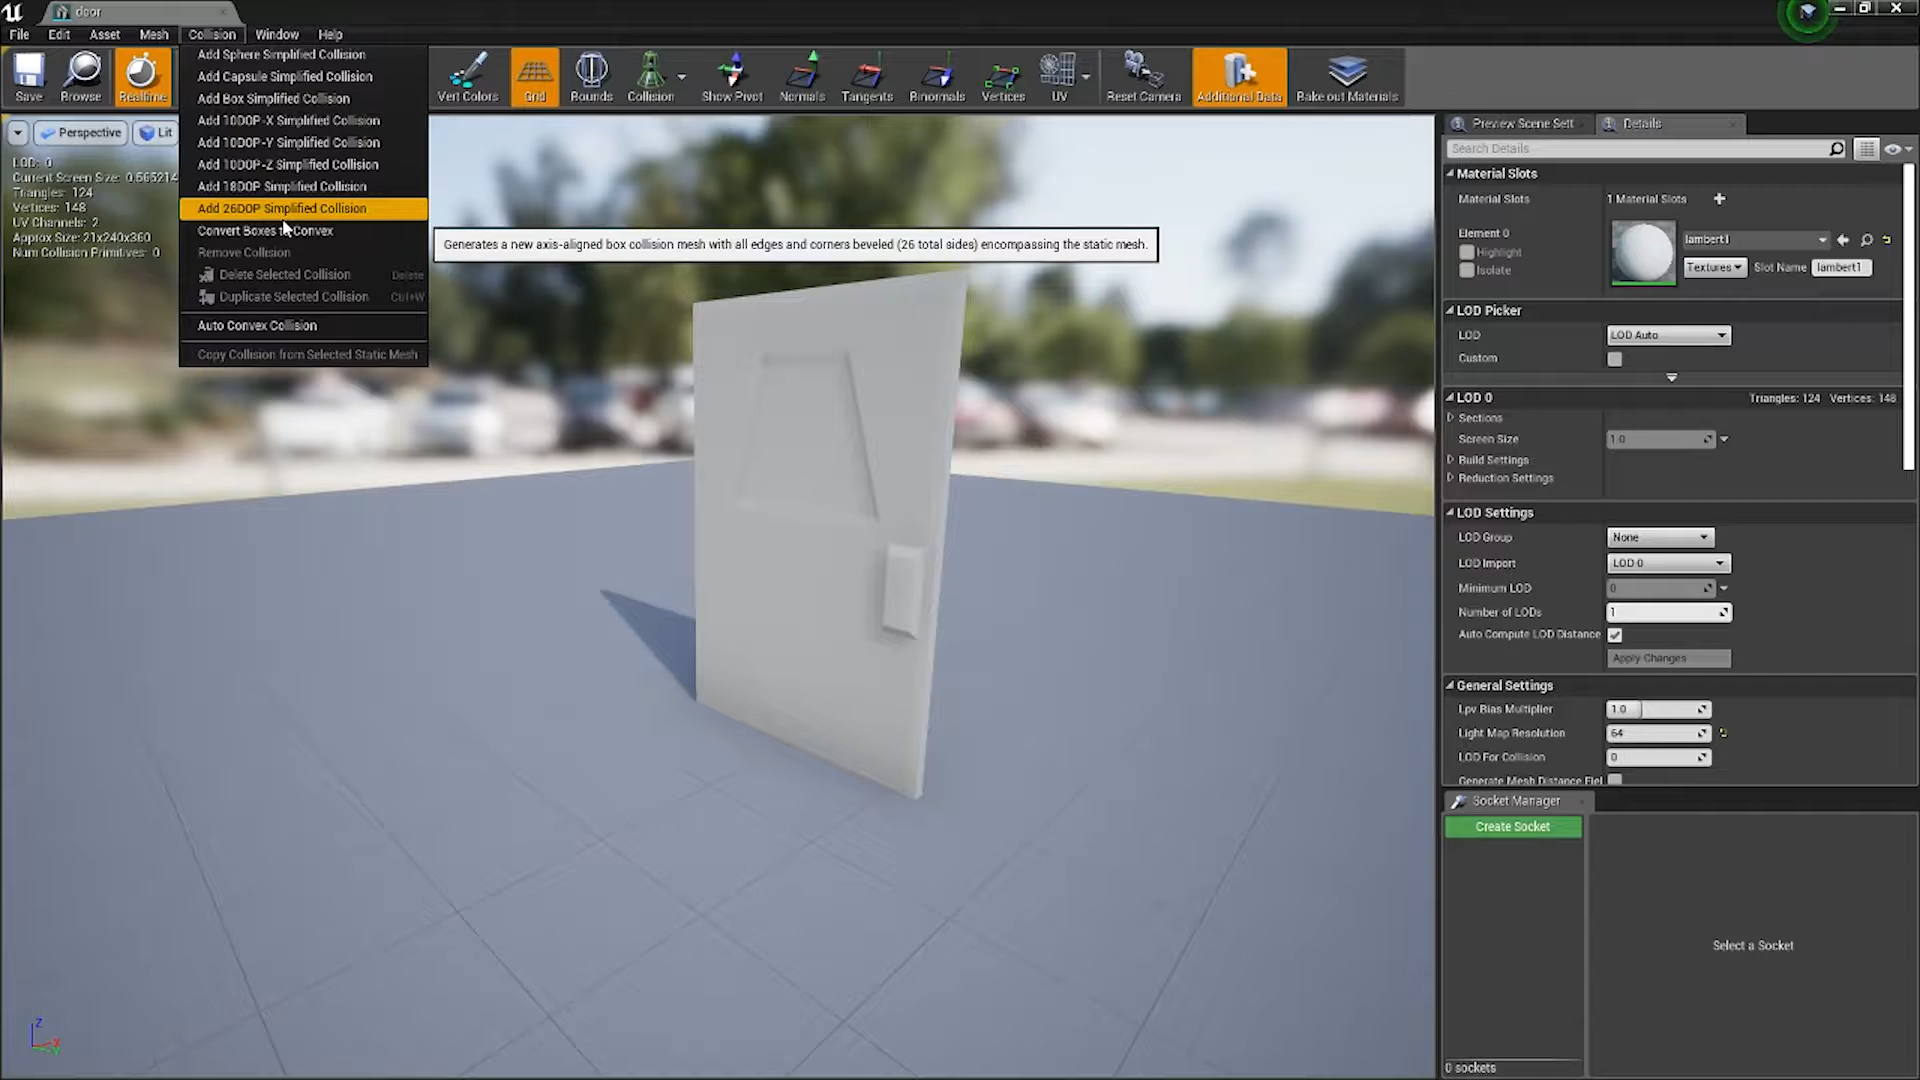 door
File Edit Asset Mesh Collision Window Help
Save Browse Realtime Vert Colors Grid Bounds Collision Show Pivot Normals Tangents Binormals Vertices UV Reset Camera Additional Data Bake out Materials
Add Sphere Simplified Collision
Add Capsule Simplified Collision
Add Box Simplified Collision
Add 10DOP-X Simplified Collision
Add 10DOP-Y Simplified Collision
Add 10DOP-Z Simplified Collision
Add 18DOP Simplified Collision
Add 26DOP Simplified Collision
Convert Boxes to Convex
Remove Collision
Delete Selected Collision Delete
Duplicate Selected Collision Ctrl+W
Auto Convex Collision
Copy Collision from Selected Static Mesh
Generates a new axis-aligned box collision mesh with all edges and corners beveled (26 total sides) encompassing the static mesh.
Perspective Lit
LOD: 0
Current Screen Size: 0.565214
Triangles: 124
Vertices: 148
UV Channels: 2
Approx Size: 21x240x360
Num Collision Primitives: 0
Preview Scene Sett Details
Search Details
Material Slots
Material Slots 1 Material Slots
Element 0
Highlight
Isolate
lambert1
Textures Slot Name lambert1
LOD Picker
LOD LOD Auto
Custom
LOD 0 Triangles: 124 Vertices: 148
Sections
Screen Size 1.0
Build Settings
Reduction Settings
LOD Settings
LOD Group None
LOD Import LOD 0
Minimum LOD 0
Number of LODs 1
Auto Compute LOD Distance
Apply Changes
General Settings
Lpv Bias Multiplier 1.0
Light Map Resolution 64
LOD For Collision 0
Generate Mesh Distance Fiel
Socket Manager
Create Socket
Select a Socket
0 sockets
Z
X